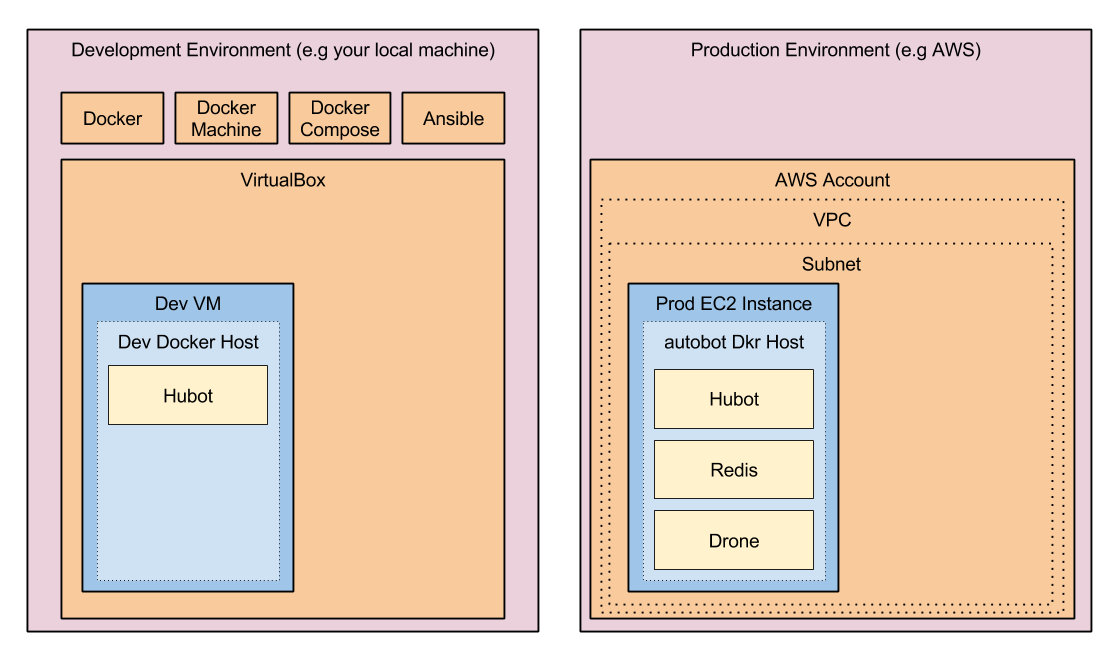 Development Environment (e.g your local machine)
Docker
Docker
Machine
Docker
Compose
Ansible
VirtualBox
Dev VM
Dev Docker Host
Hubot
Production Environment (e.g AWS)
AWS Account
VPC
Subnet
Prod EC2 Instance
autobot Dkr Host
Hubot
Redis
Drone